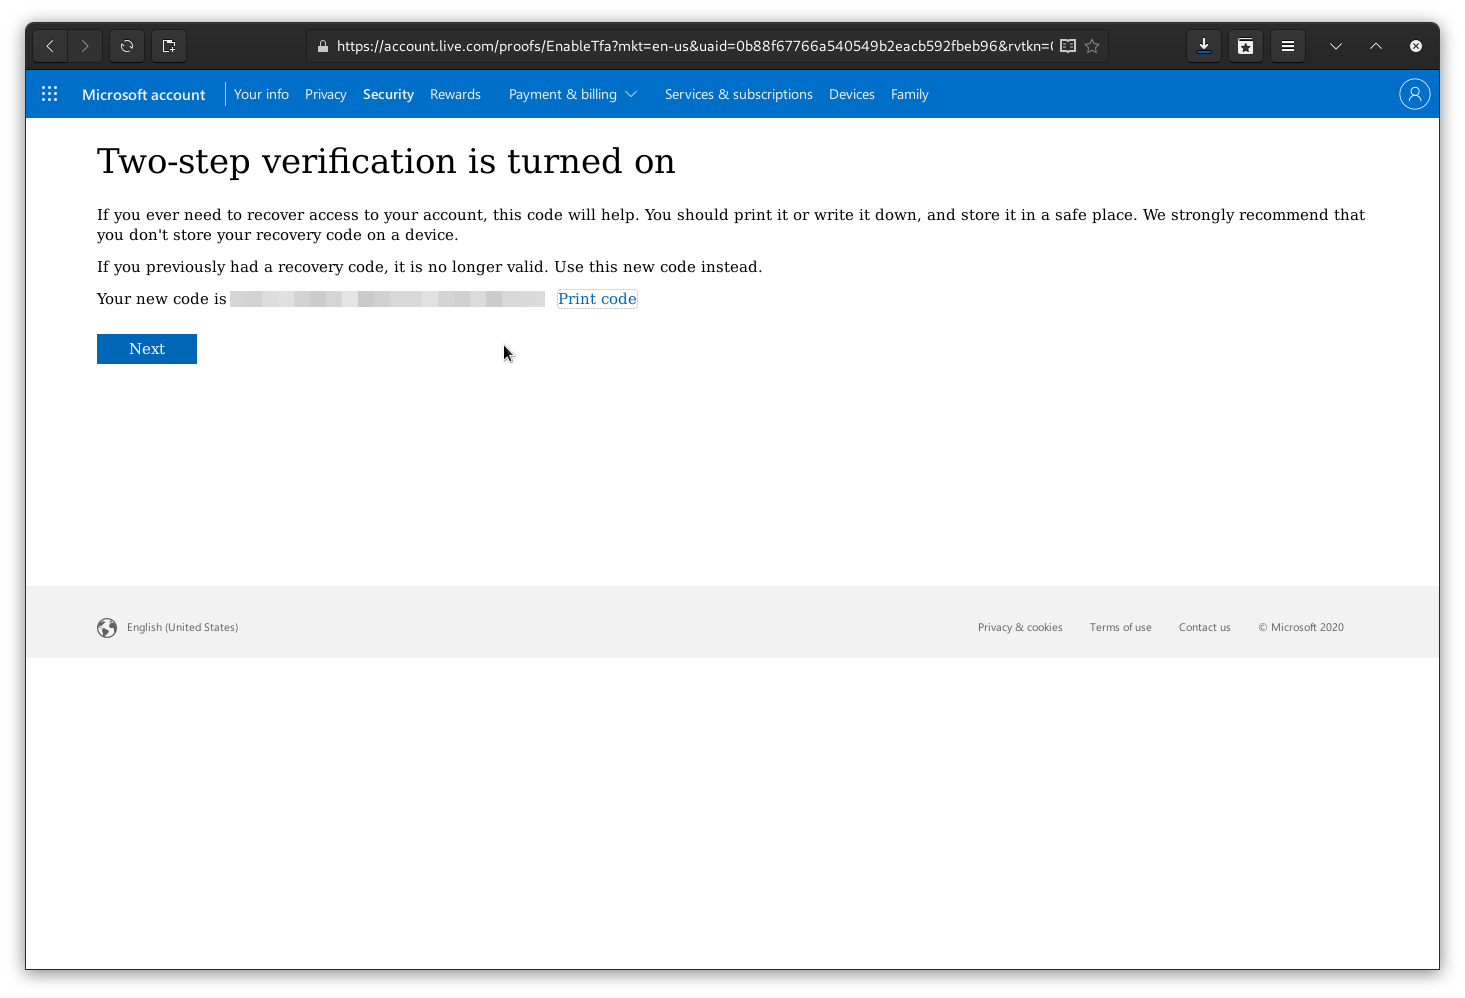 https://account.live.com/proofs/EnableTfa?mkt=en-us&uaid=0b88f67766a540549b2eacb592fbeb96&rvtkn=(
Microsoft account Your info Privacy Security Rewards Payment & billing Services & subscriptions Devices Family
Two-step verification is turned on
If you ever need to recover access to your account, this code will help. You should print it or write it down, and store it in a safe place. We strongly recommend that
you don't store your recovery code on a device.
If you previously had a recovery code, it is no longer valid. Use this new code instead.
Your new code is Print code
Next
English (United States) Privacy & cookies Terms of use Contact us © Microsoft 2020